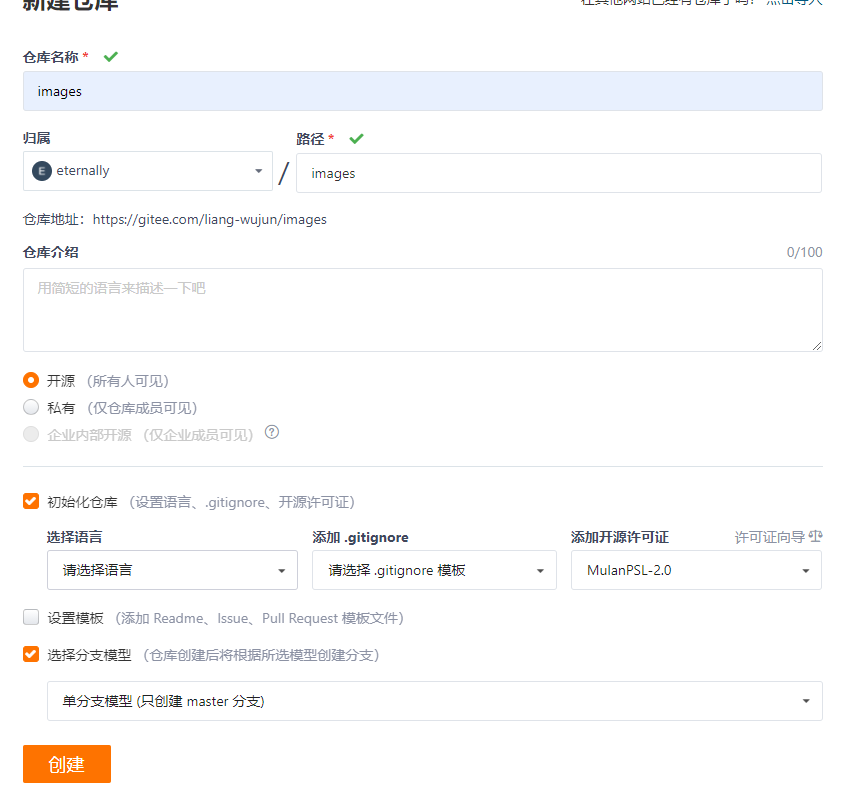 新建仓库
在其他网站已经有仓库了吗？ 点击导入
仓库名称 *
images
归属
路径 *
E eternally
/
images
仓库地址：https://gitee.com/liang-wujun/images
仓库介绍
0/100
用简短的语言来描述一下吧
开源 （所有人可见）
私有 （仅仓库成员可见）
企业内部开源 （仅企业成员可见） ?
初始化仓库 （设置语言、.gitignore、开源许可证）
选择语言
添加 .gitignore
添加开源许可证
许可证向导
请选择语言
请选择 .gitignore 模板
MulanPSL-2.0
设置模板 （添加 Readme、Issue、Pull Request 模板文件）
选择分支模型 （仓库创建后将根据所选模型创建分支）
单分支模型 (只创建 master 分支)
创建